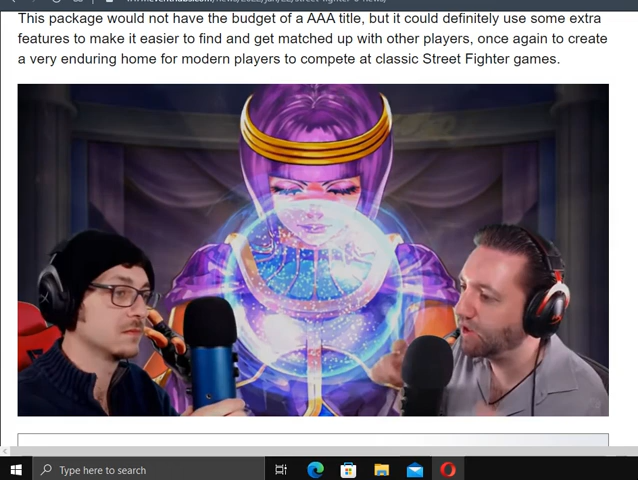 This package would not have the budget of a AAA title, but it could definitely use some extra
features to make it easier to find and get matched up with other players, once again to create
a very enduring home for modern players to compete at classic Street Fighter games.
Type here to search